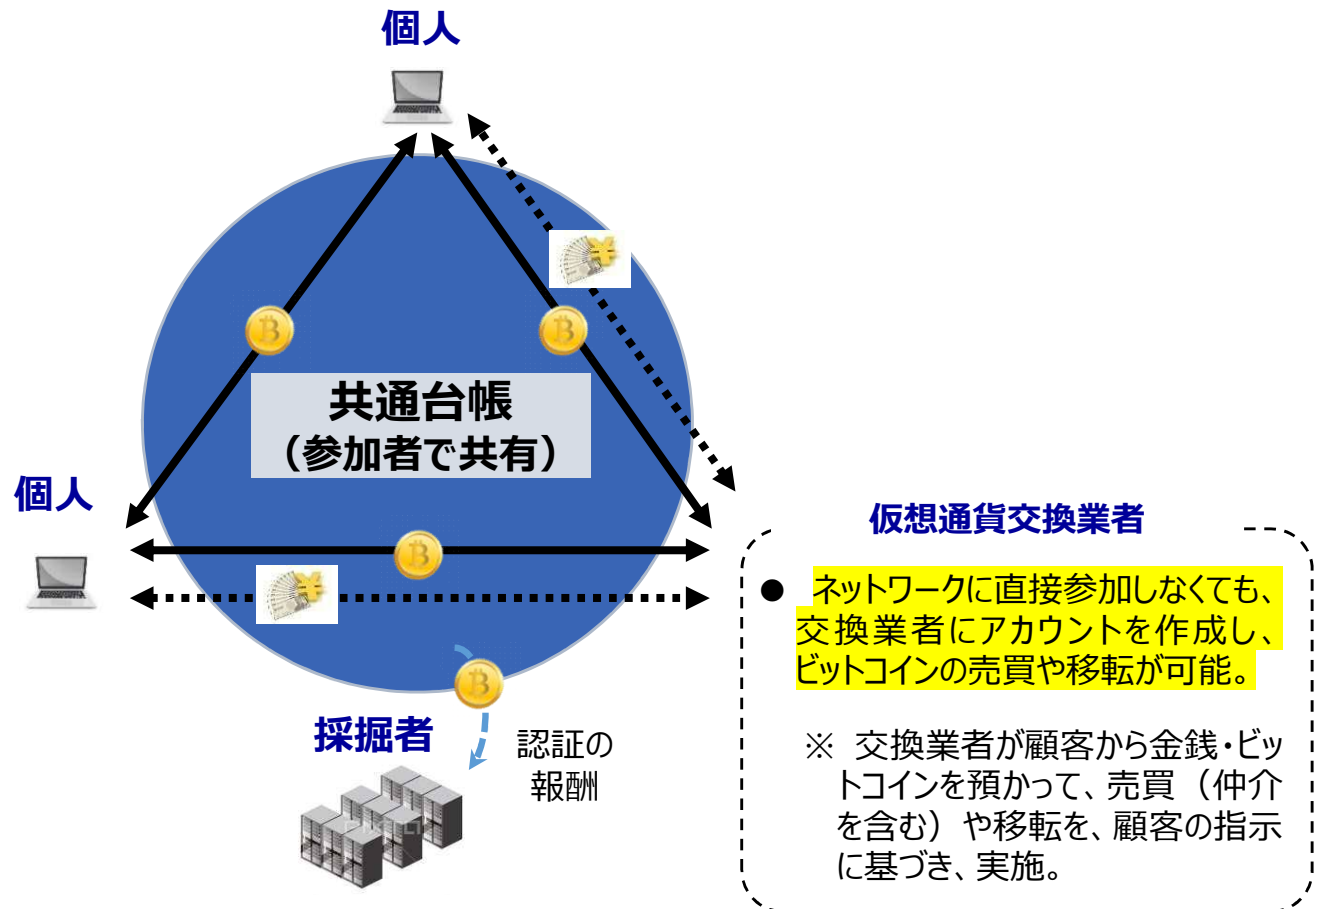 個人
共通台帳
（参加者で共有）
個人
仮想通貨交換業者
● ネットワークに直接参加しなくても、
交換業者にアカウントを作成し、
ビットコインの売買や移転が可能。
※ 交換業者が顧客から金銭・ビッ
トコインを預かって、売買（仲介
を含む）や移転を、顧客の指示
に基づき、実施。
採掘者
認証の
報酬